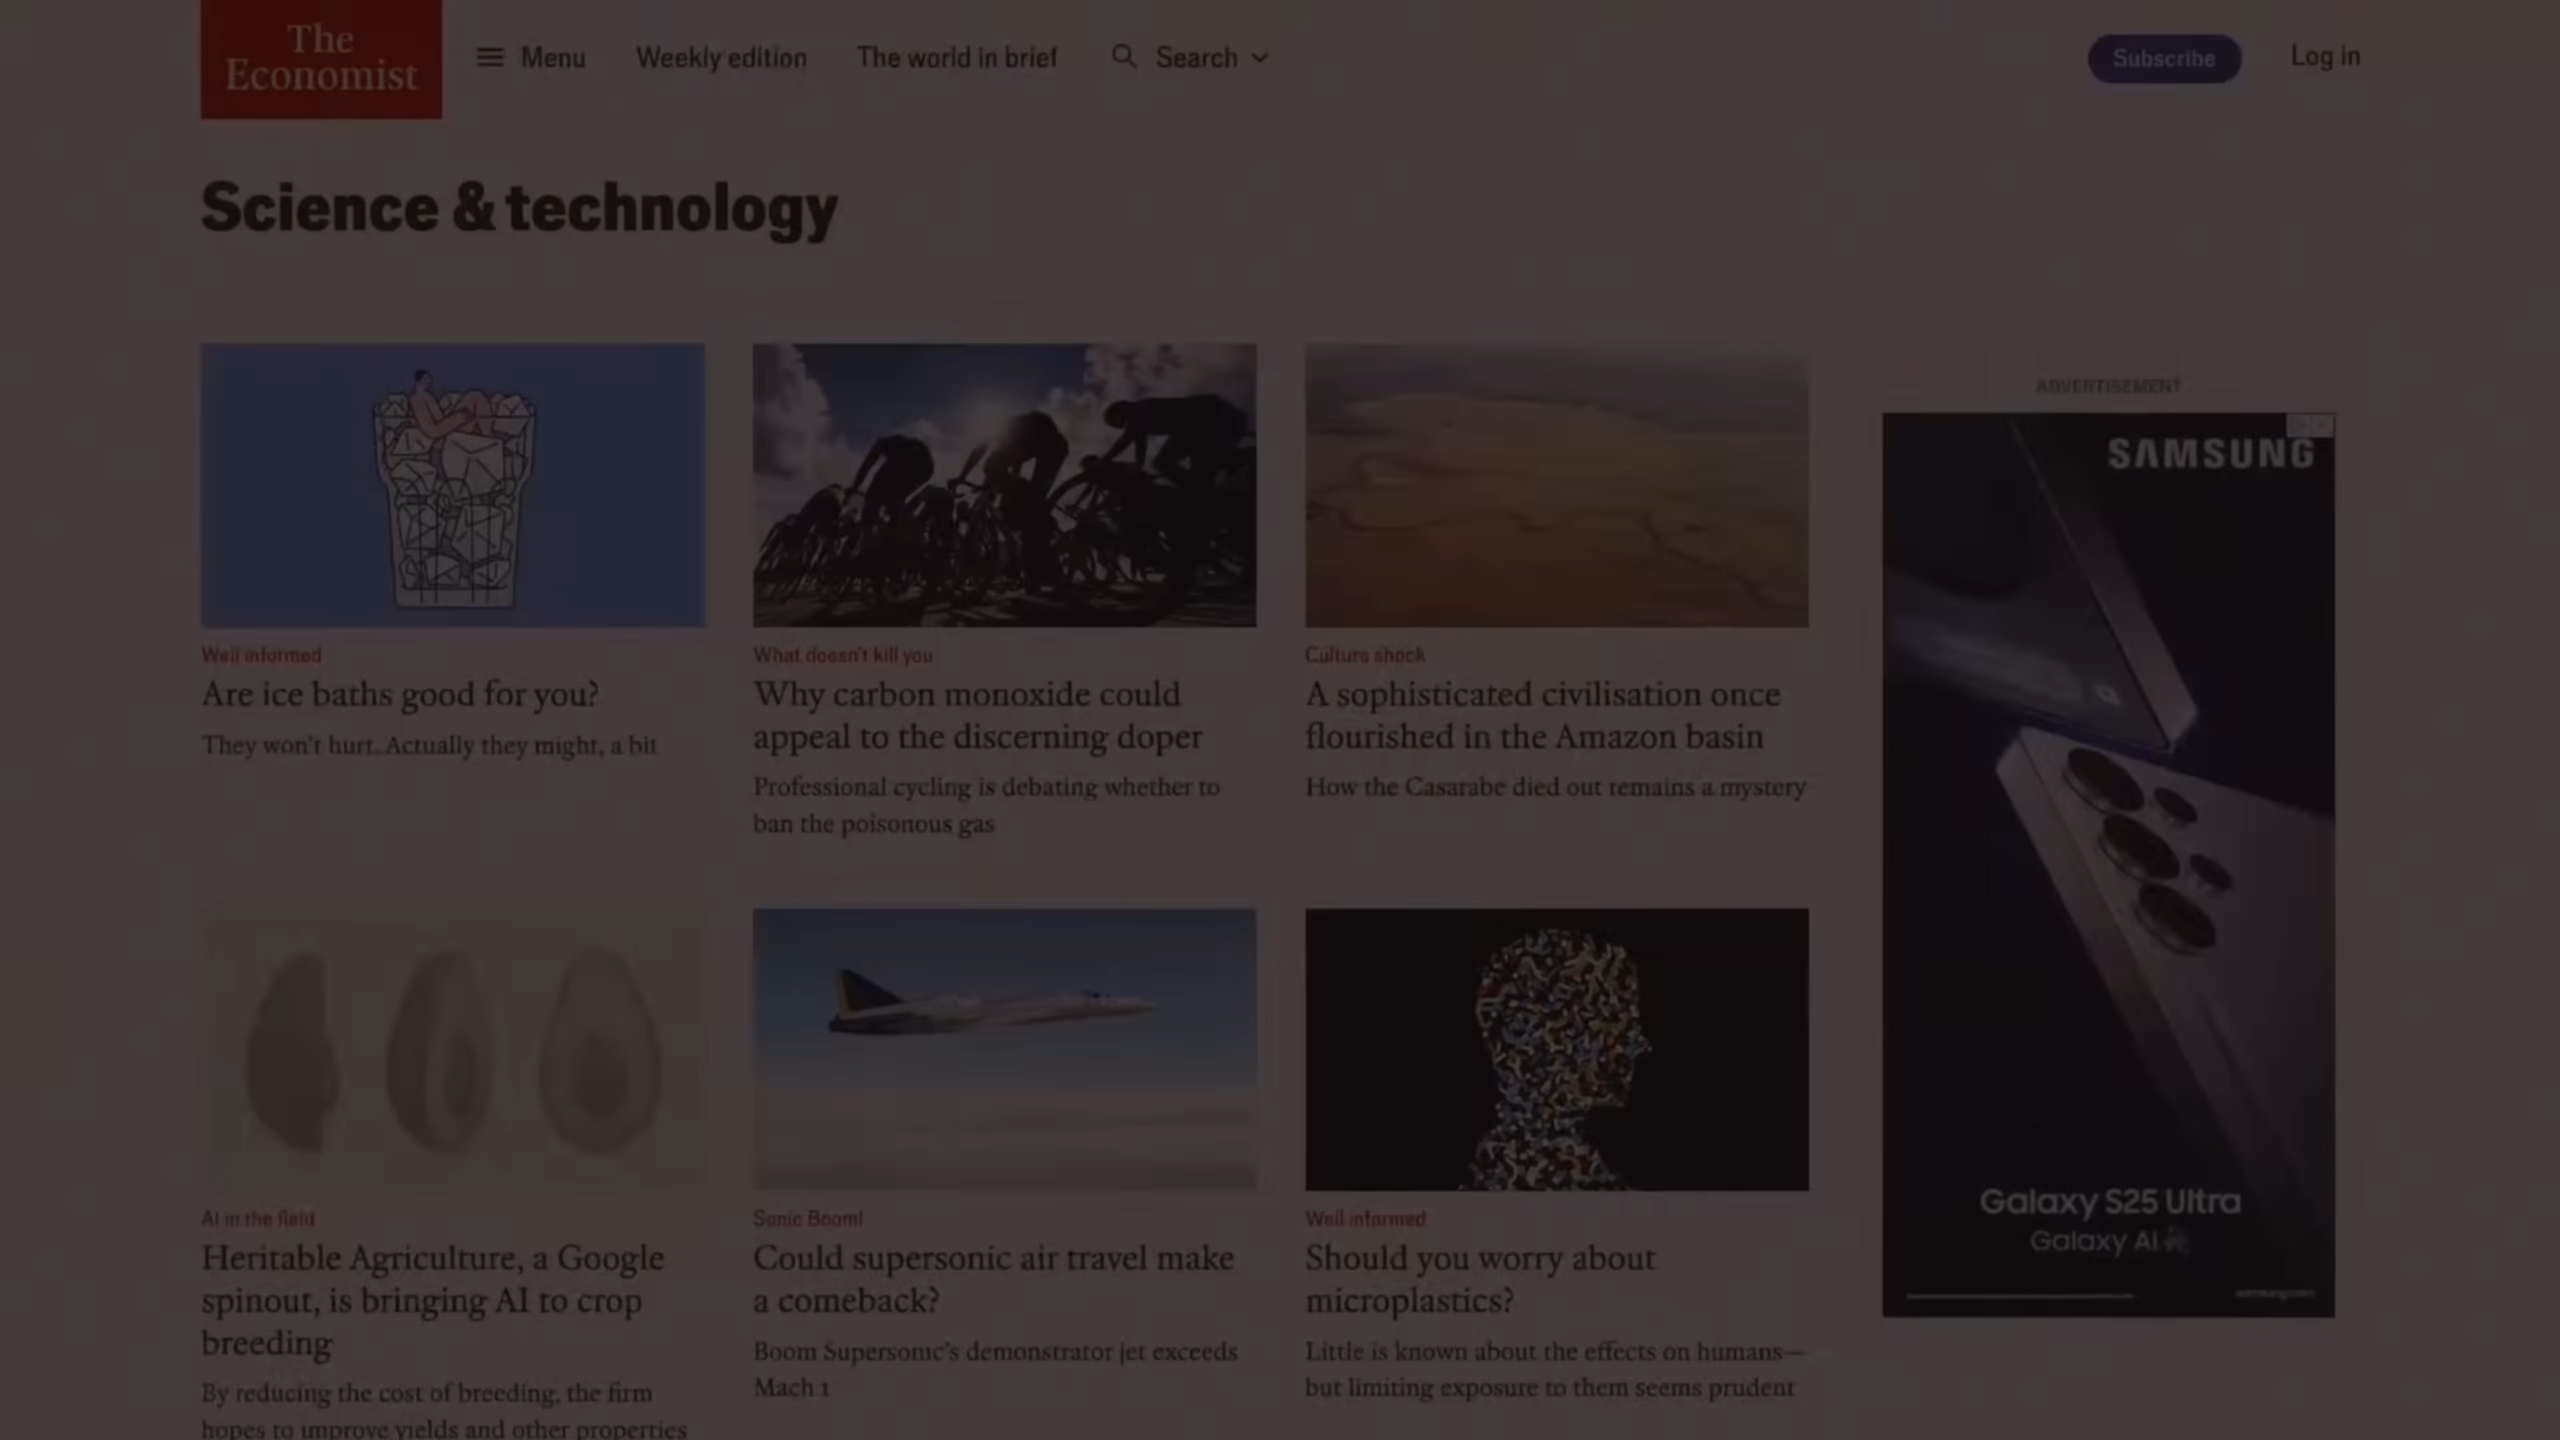 The
Economist
Menu
Weekly edition
The world in brief
Search
Subscribe
Log in
Science & technology
Well informed
Are ice baths good for you?
They won't hurt. Actually they might, a bit
What doesn't kill you
Why carbon monoxide could
appeal to the discerning doper
Professional cycling is debating whether to
ban the poisonous gas
Culture shock
A sophisticated civilisation once
flourished in the Amazon basin
How the Casarabe died out remains a mystery
ADVERTISEMENT
SAMSUNG
Galaxy S25 Ultra
Galaxy AI
samsung.com
AI in the field
Heritable Agriculture, a Google
spinout, is bringing AI to crop
breeding
By reducing the cost of breeding, the firm
hopes to improve yields and other properties
Sonic Boom!
Could supersonic air travel make
a comeback?
Boom Supersonic's demonstrator jet exceeds
Mach 1
Well informed
Should you worry about
microplastics?
Little is known about the effects on humans—
but limiting exposure to them seems prudent